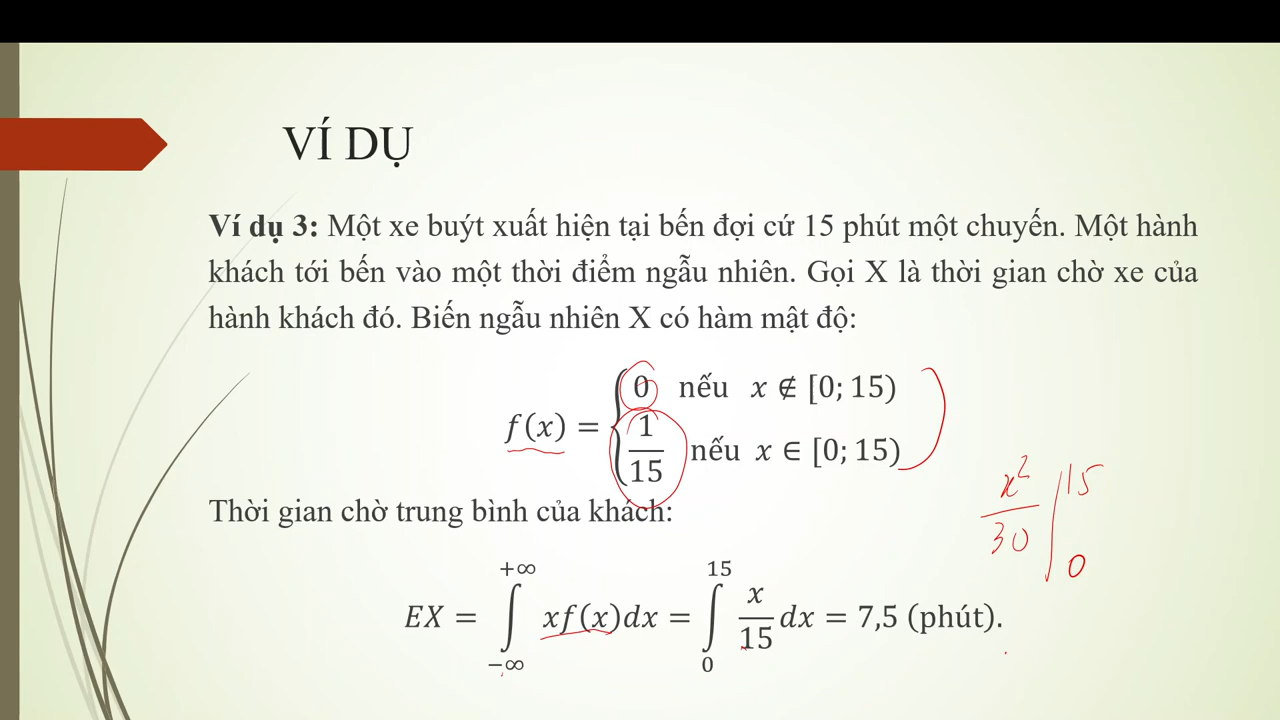 VÍ DỤ
Ví dụ 3: Một xe buýt xuất hiện tại bến đợi cứ 15 phút một chuyến. Một hành
khách tới bến vào một thời điểm ngẫu nhiên. Gọi X là thời gian chờ xe của
hành khách đó. Biến ngẫu nhiên X có hàm mật độ:
f(x) = { 0 nếu x ∉ [0; 15)
1/15 nếu x ∈ [0; 15)
x²/30 | 15 0
Thời gian chờ trung bình của khách:
EX = ∫_{−∞}^{+∞} xf(x)dx = ∫_0^{15} x/15 dx = 7,5 (phút).